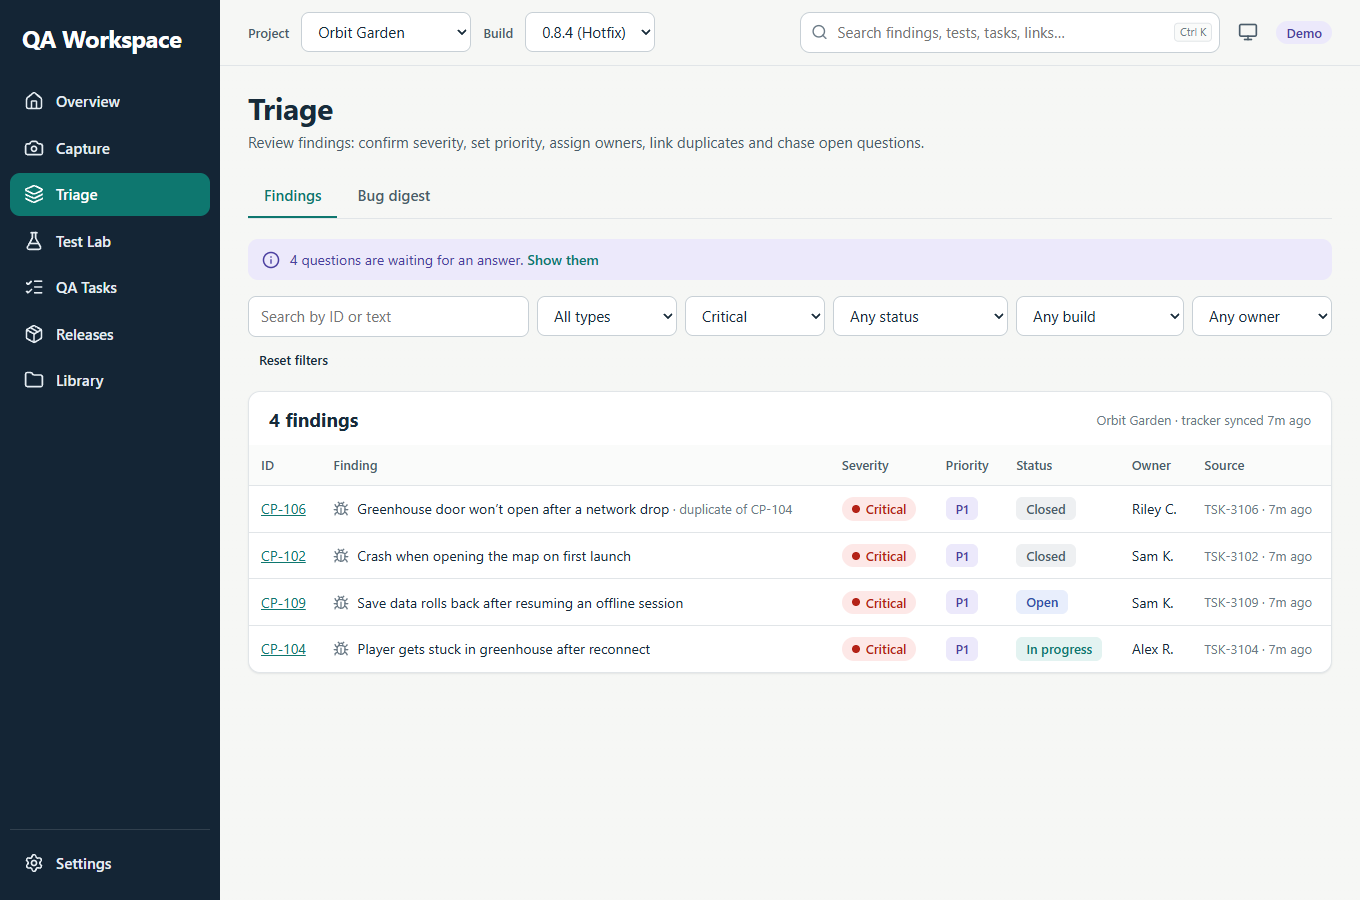 QA Workspace
Overview
Capture
Triage
Test Lab
QA Tasks
Releases
Library
Settings
Project Orbit Garden Build 0.8.4 (Hotfix) Search findings, tests, tasks, links... Ctrl K Demo
Triage
Review findings: confirm severity, set priority, assign owners, link duplicates and chase open questions.
Findings Bug digest
4 questions are waiting for an answer. Show them
Search by ID or text All types Critical Any status Any build Any owner
Reset filters
4 findings Orbit Garden · tracker synced 7m ago
ID Finding Severity Priority Status Owner Source
CP-106 Greenhouse door won’t open after a network drop · duplicate of CP-104 Critical P1 Closed Riley C. TSK-3106 · 7m ago
CP-102 Crash when opening the map on first launch Critical P1 Closed Sam K. TSK-3102 · 7m ago
CP-109 Save data rolls back after resuming an offline session Critical P1 Open Sam K. TSK-3109 · 7m ago
CP-104 Player gets stuck in greenhouse after reconnect Critical P1 In progress Alex R. TSK-3104 · 7m ago